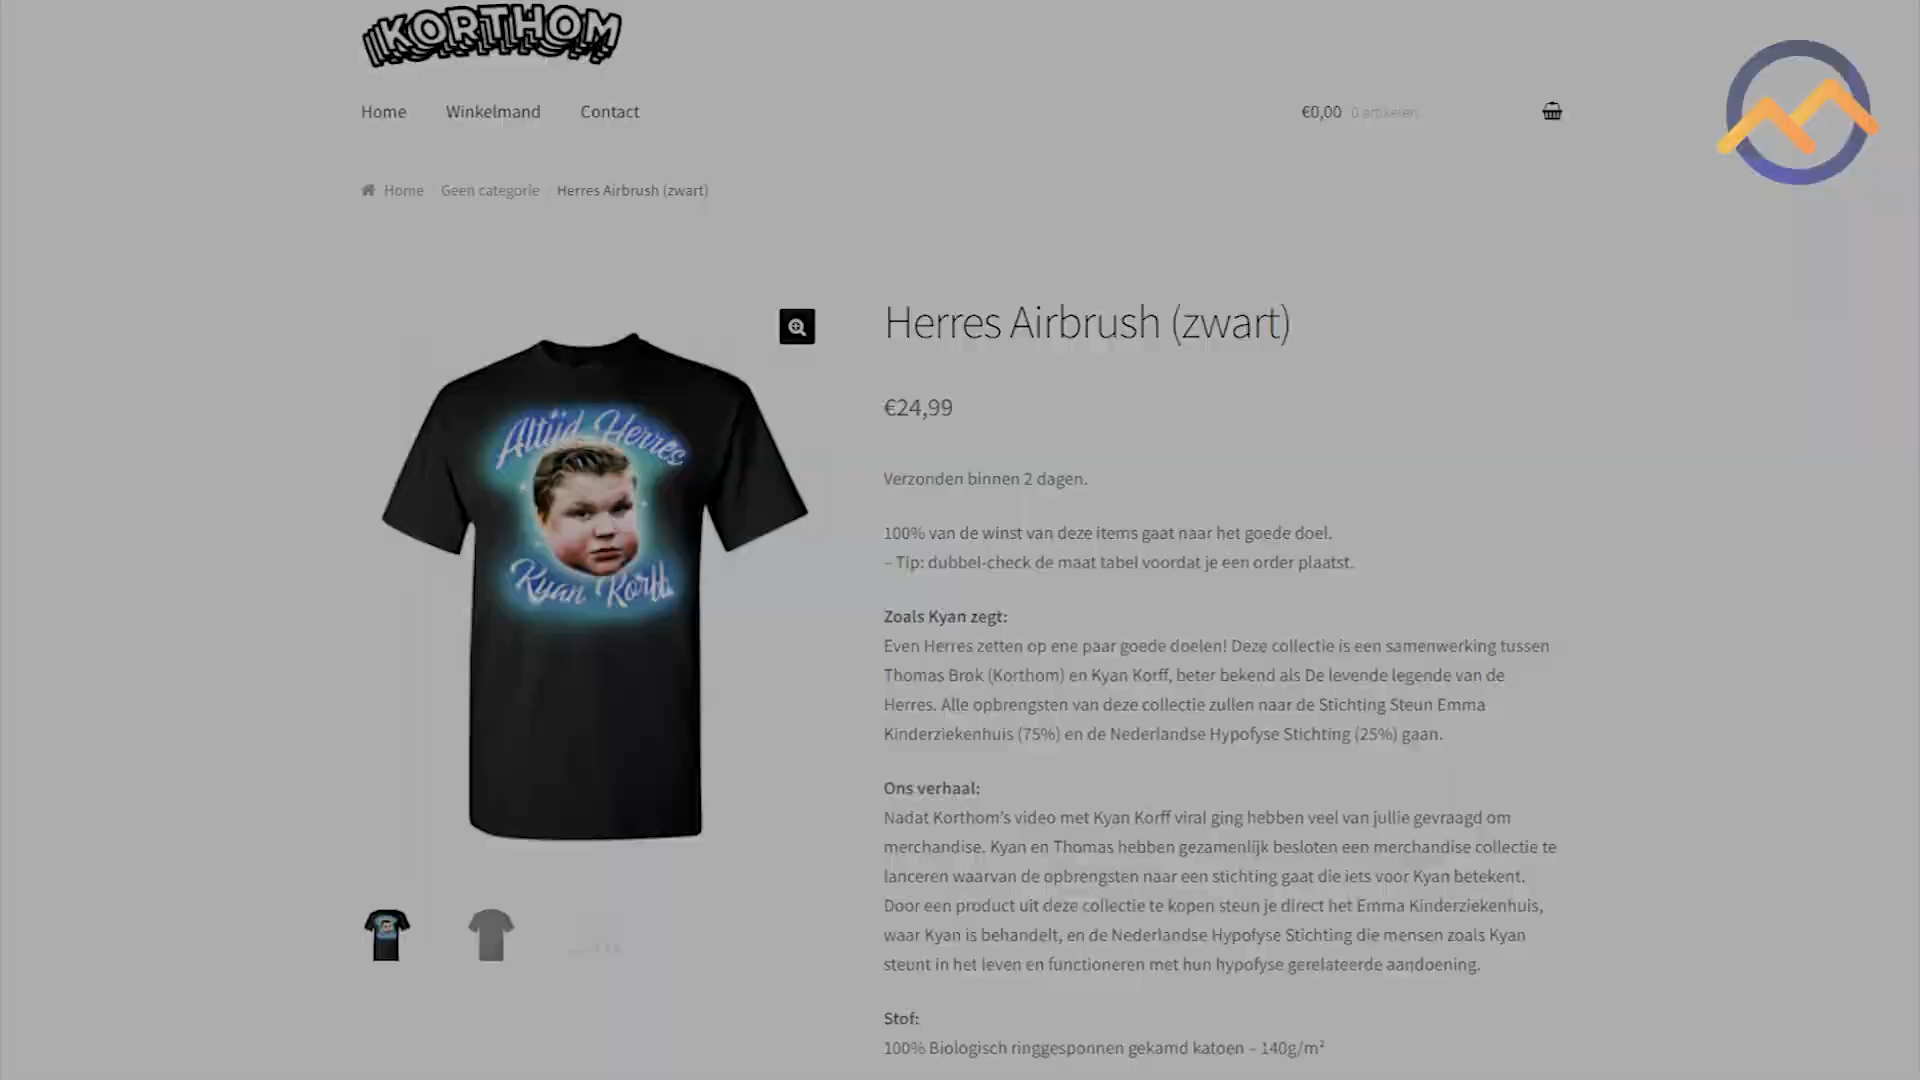 KORTHOM
Home Winkelmand Contact
€0,00 0 artikelen
Home Geen categorie Herres Airbrush (zwart)
Herres Airbrush (zwart)
€24,99
Altijd Herres
Kyan Korff
Verzonden binnen 2 dagen.
100% van de winst van deze items gaat naar het goede doel.
– Tip: dubbel-check de maat tabel voordat je een order plaatst.
Zoals Kyan zegt:
Even Herres zetten op ene paar goede doelen! Deze collectie is een samenwerking tussen
Thomas Brok (Korthom) en Kyan Korff, beter bekend als De levende legende van de
Herres. Alle opbrengsten van deze collectie zullen naar de Stichting Steun Emma
Kinderziekenhuis (75%) en de Nederlandse Hypofyse Stichting (25%) gaan.
Ons verhaal:
Nadat Korthom's video met Kyan Korff viral ging hebben veel van jullie gevraagd om
merchandise. Kyan en Thomas hebben gezamenlijk besloten een merchandise collectie te
lanceren waarvan de opbrengsten naar een stichting gaat die iets voor Kyan betekent.
Door een product uit deze collectie te kopen steun je direct het Emma Kinderziekenhuis,
waar Kyan is behandelt, en de Nederlandse Hypofyse Stichting die mensen zoals Kyan
steunt in het leven en functioneren met hun hypofyse gerelateerde aandoening.
Stof:
100% Biologisch ringgesponnen gekamd katoen – 140g/m²